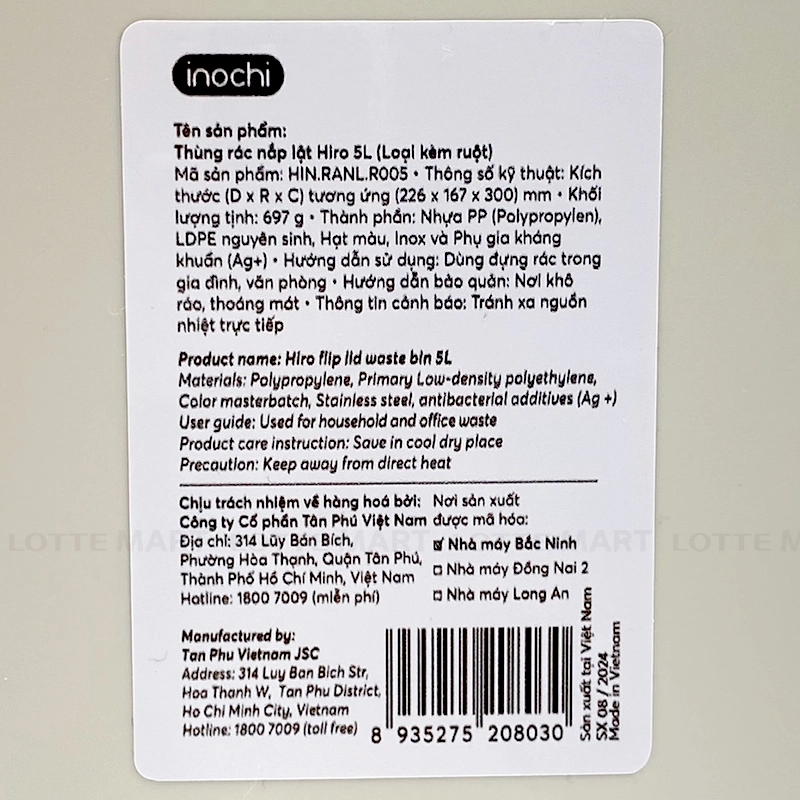 inochi
Tên sản phẩm:
Thùng rác nắp lật Hiro 5L (Loại kèm ruột)
Mã sản phẩm: HIN.RANL.R005 • Thông số kỹ thuật: Kích
thước (D x R x C) tương ứng (226 x 167 x 300) mm • Khối
lượng tịnh: 697 g • Thành phần: Nhựa PP (Polypropylen),
LDPE nguyên sinh, Hạt màu, Inox và Phụ gia kháng
khuẩn (Ag+) • Hướng dẫn sử dụng: Dùng đựng rác trong
gia đình, văn phòng • Hướng dẫn bảo quản: Nơi khô
ráo, thoáng mát • Thông tin cảnh báo: Tránh xa nguồn
nhiệt trực tiếp
Product name: Hiro flip lid waste bin 5L
Materials: Polypropylene, Primary Low-density polyethylene,
Color masterbatch, Stainless steel, antibacterial additives (Ag +)
User guide: Used for household and office waste
Product care instruction: Save in cool dry place
Precaution: Keep away from direct heat
Chịu trách nhiệm về hàng hoá bởi:
Công ty Cổ phần Tân Phú Việt Nam
Địa chỉ: 314 Lũy Bán Bích,
Phường Hòa Thạnh, Quận Tân Phú,
Thành Phố Hồ Chí Minh, Việt Nam
Hotline: 1800 7009 (miễn phí)
Nơi sản xuất
được mã hóa:
☑ Nhà máy Bắc Ninh
☐ Nhà máy Đồng Nai 2
☐ Nhà máy Long An
LOTTE MART
LOTTE MART
LOTTE M
Manufactured by:
Tan Phu Vietnam JSC
Address: 314 Luy Ban Bich Str,
Hoa Thanh W, Tan Phu District,
Ho Chi Minh City, Vietnam
Hotline: 1800 7009 (toll free)
8 935275 208030
Sản xuất tại Việt Nam
SX 08 / 2024
Made in Vietnam